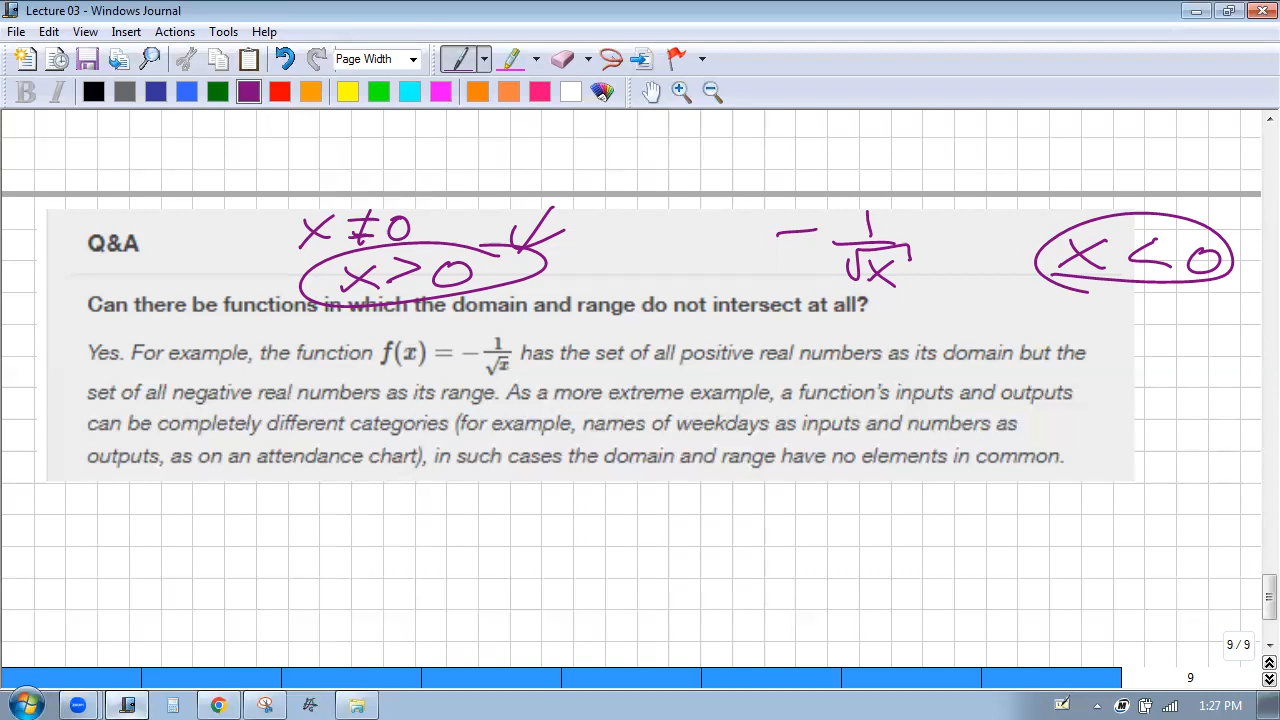 Lecture 03 - Windows Journal
File Edit View Insert Actions Tools Help
Page Width
B I
x ≠ 0
x > 0
- 1/√x
x < 0
Q&A
Can there be functions in which the domain and range do not intersect at all?
Yes. For example, the function f(x) = -1/√x has the set of all positive real numbers as its domain but the
set of all negative real numbers as its range. As a more extreme example, a function's inputs and outputs
can be completely different categories (for example, names of weekdays as inputs and numbers as
outputs, as on an attendance chart), in such cases the domain and range have no elements in common.
9 / 9
9
1:27 PM